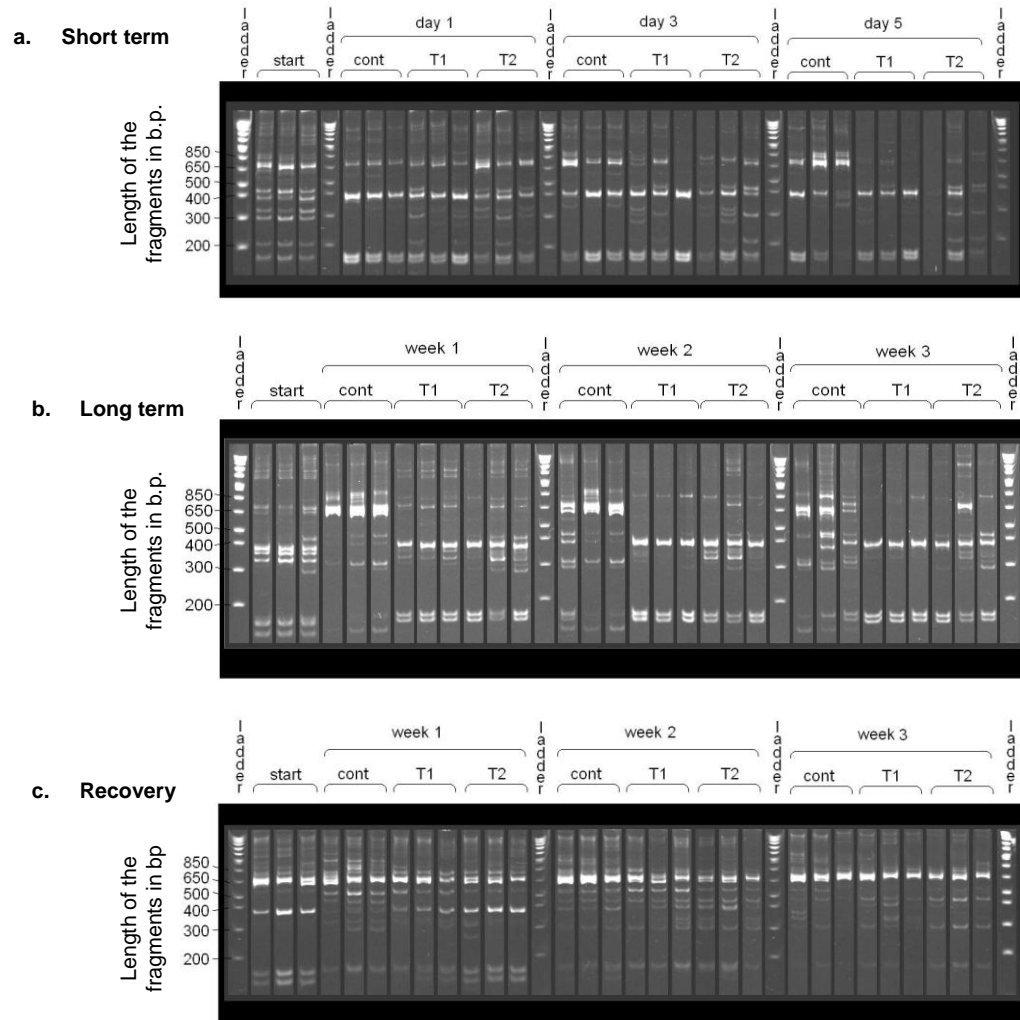 a. Short term
ladder start ladder day 1 ladder day 3 ladder day 5 ladder
cont T1 T2 cont T1 T2 cont T1 T2
Length of the
fragments in b.p.
850
650
500
400
300
200
b. Long term
ladder start week 1 ladder week 2 ladder week 3 ladder
cont T1 T2 cont T1 T2 cont T1 T2
Length of the
fragments in b.p.
850
650
500
400
300
200
c. Recovery
ladder start week 1 ladder week 2 ladder week 3 ladder
cont T1 T2 cont T1 T2 cont T1 T2
Length of the
fragments in bp
850
650
500
400
300
200